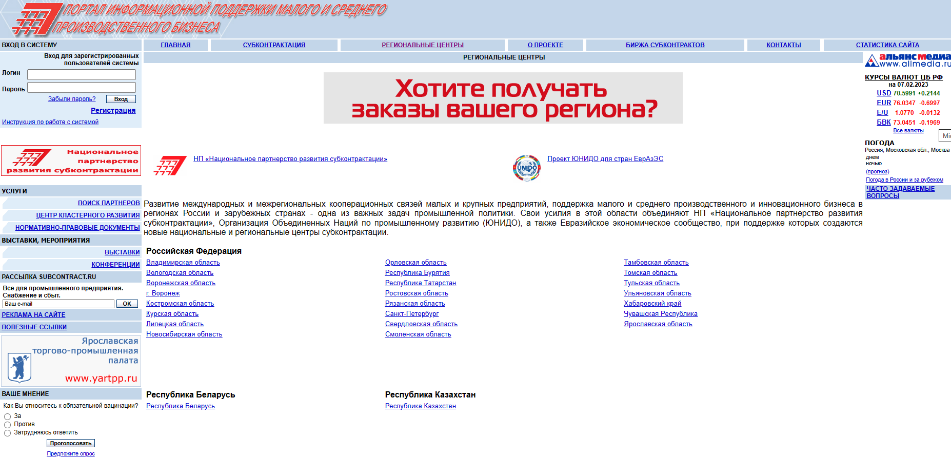 ПОРТАЛ ИНФОРМАЦИОННОЙ ПОДДЕРЖКИ МАЛОГО И СРЕДНЕГО
ПРОИЗВОДСТВЕННОГО БИЗНЕСА
ВХОД В СИСТЕМУ
ГЛАВНАЯ
СУБКОНТРАКТАЦИЯ
РЕГИОНАЛЬНЫЕ ЦЕНТРЫ
О ПРОЕКТЕ
БИРЖА СУБКОНТРАКТОВ
КОНТАКТЫ
СТАТИСТИКА САЙТА
Вход для зарегистрированных
пользователей системы
Логин
Пароль
Забыли пароль?
Вход
Регистрация
Инструкция по работе с системой
Национальное
партнерство
развития субконтрактации
УСЛУГИ
ПОИСК ПАРТНЕРОВ
ЦЕНТР КЛАСТЕРНОГО РАЗВИТИЯ
НОРМАТИВНО-ПРАВОВЫЕ ДОКУМЕНТЫ
ВЫСТАВКИ, МЕРОПРИЯТИЯ
ВЫСТАВКИ
КОНФЕРЕНЦИИ
РАССЫЛКА SUBCONTRACT.RU
Все для промышленного предприятия.
Снабжение и сбыт.
Ваш e-mail
OK
РЕКЛАМА НА САЙТЕ
ПОЛЕЗНЫЕ ССЫЛКИ
Ярославская
торгово-промышленная
палата
www.yartpp.ru
ВАШЕ МНЕНИЕ
Как Вы относитесь к обязательной вацинации?
За
Против
Затрудняюсь ответить
Проголосовать
Предложите опрос
РЕГИОНАЛЬНЫЕ ЦЕНТРЫ
Хотите получать
заказы вашего региона?
НП «Национальное партнерство развития субконтрактации»
Проект ЮНИДО для стран ЕврАзЭС
Развитие международных и межрегиональных кооперационных связей малых и крупных предприятий, поддержка малого и среднего производственного и инновационного бизнеса в
регионах России и зарубежных странах - одна из важных задач промышленной политики. Свои усилия в этой области объединяют НП «Национальное партнерство развития
субконтрактации», Организация Объединенных Наций по промышленному развитию (ЮНИДО), а также Евразийское экономическое сообщество, при поддержке которых создаются
новые национальные и региональные центры субконтрактации.
Российская Федерация
Владимирская область
Вологодская область
Воронежская область
г. Воронеж
Костромская область
Курская область
Липецкая область
Новосибирская область
Орловская область
Республика Бурятия
Республика Татарстан
Ростовская область
Рязанская область
Санкт-Петербург
Свердловская область
Смоленская область
Тамбовская область
Томская область
Тульская область
Ульяновская область
Хабаровский край
Чувашская Республика
Ярославская область
Республика Беларусь
Республика Беларусь
Республика Казахстан
Республика Казахстан
альянсмедиа
www.allmedia.ru
КУРСЫ ВАЛЮТ ЦБ РФ
на 07.02.2023
USD 70.5991 +0.2144
EUR 76.0347 -0.6997
E/U 1.0770 -0.0132
БВК 73.0451 -0.1969
Все валюты
ПОГОДА
Россия, Московская обл., Москва
днем
ночью
(прогноз)
Погода в России и за рубежом
ЧАСТО ЗАДАВАЕМЫЕ
ВОПРОСЫ